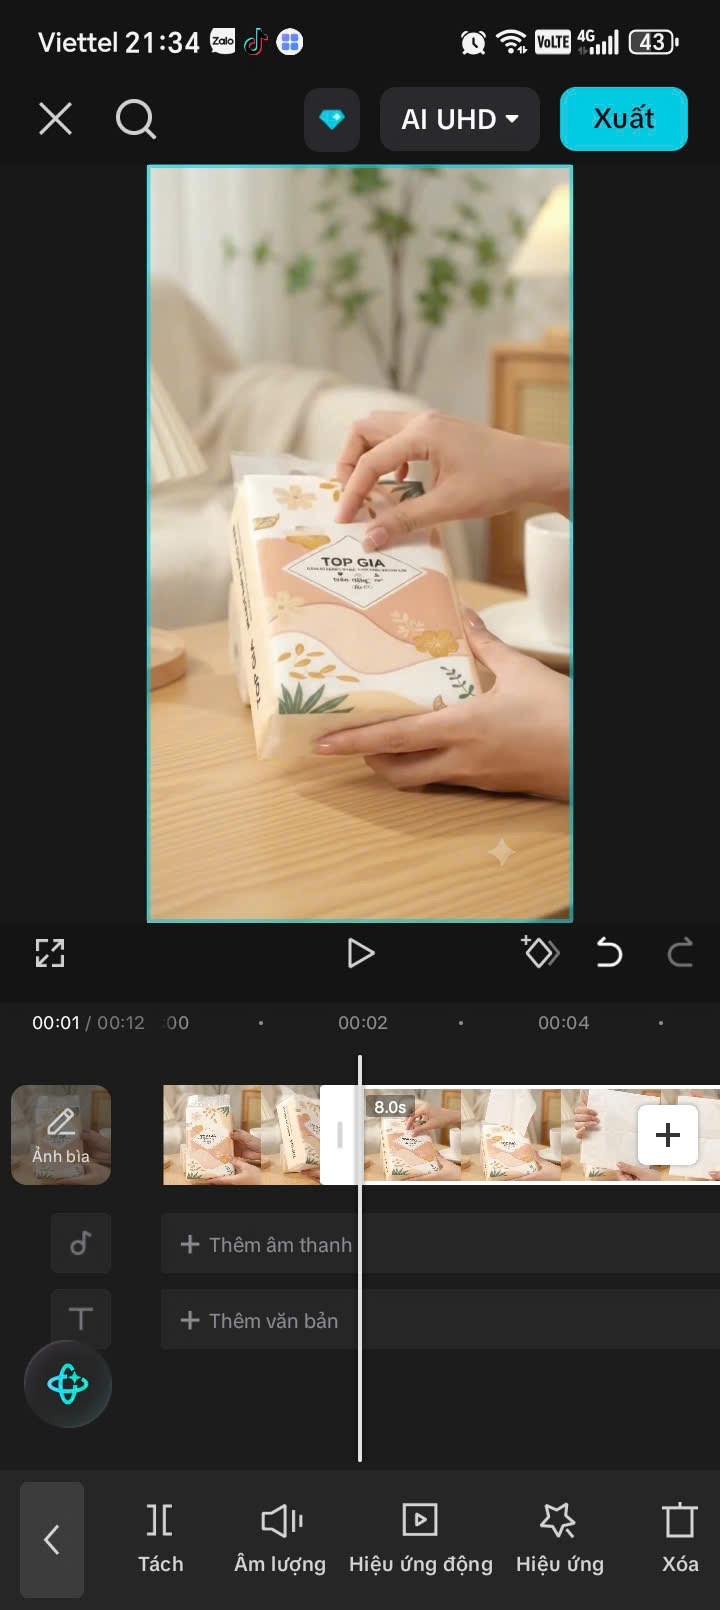 Viettel 21:34 Zalo VoLTE 4G 43
AI UHD Xuất
TOP GIA
TOP GIA
00:01 / 00:12 :00 00:02 00:04
8.0s
Ảnh bìa
Thêm âm thanh
Thêm văn bản
Tách Âm lượng Hiệu ứng động Hiệu ứng Xóa